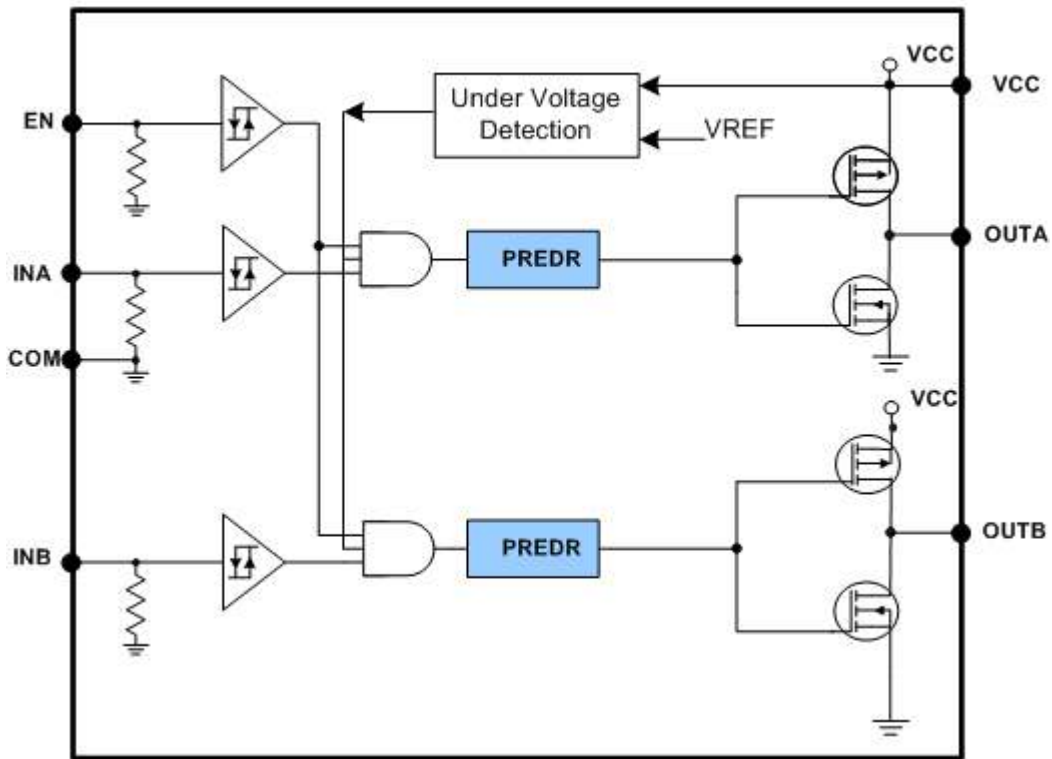 VCC
VCC
EN
Under Voltage
Detection
VREF
INA
PREDR
OUTA
COM
VCC
INB
PREDR
OUTB